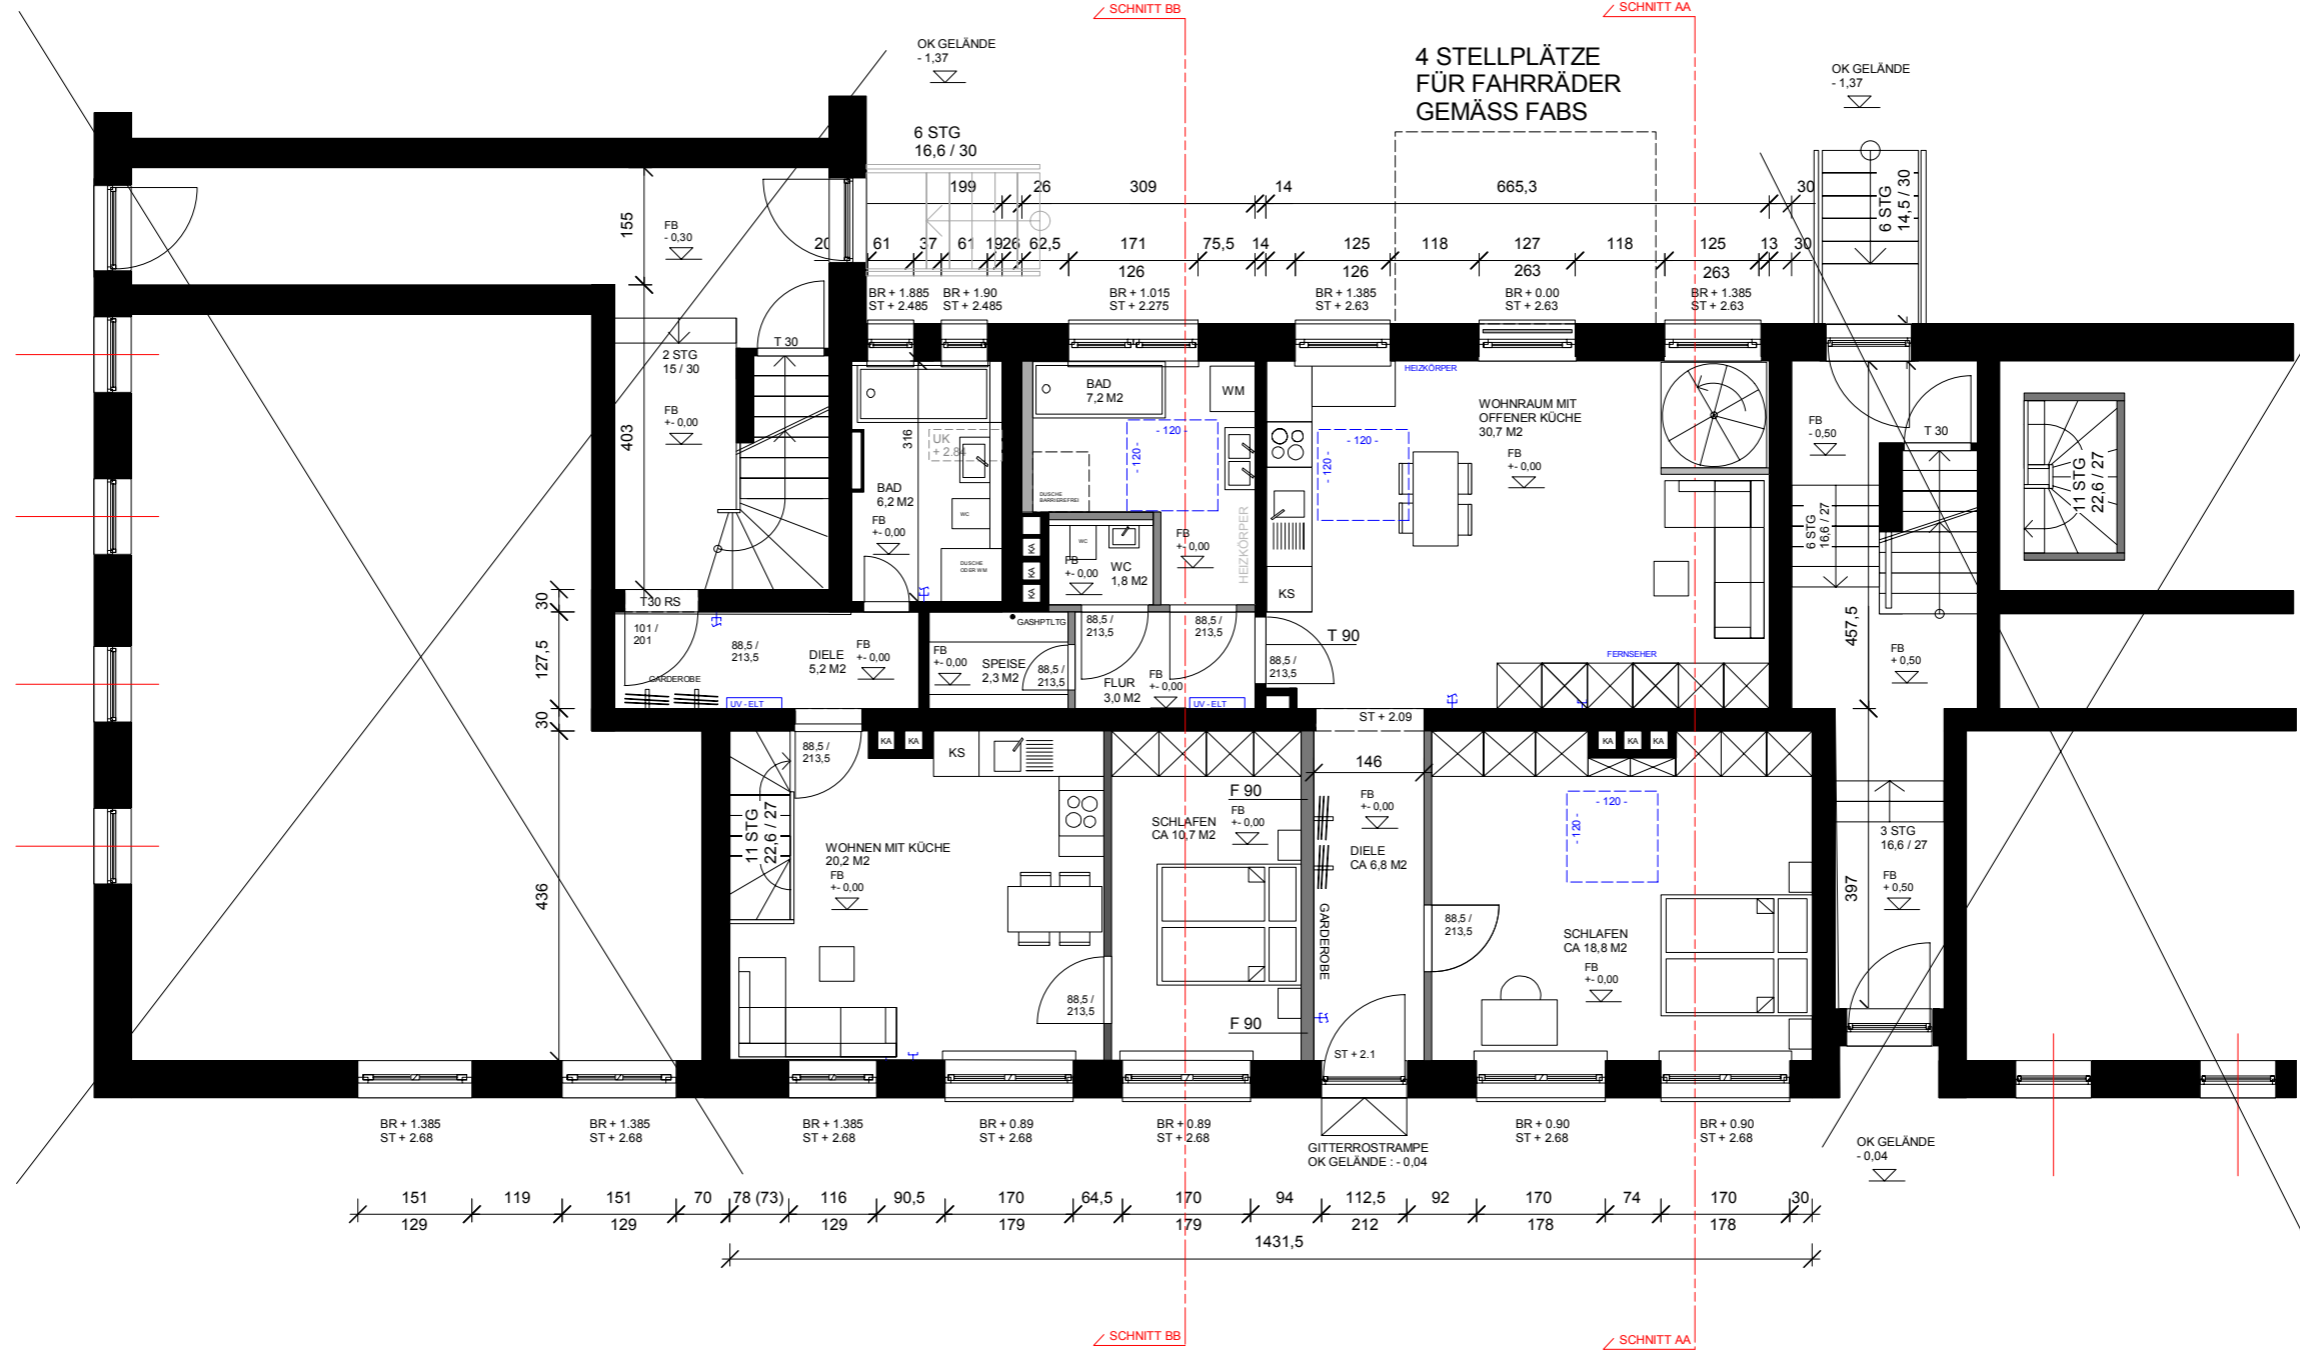 SCHNITT BB
SCHNITT AA
OK GELÄNDE
- 1,37
4 STELLPLÄTZE
FÜR FAHRRÄDER
GEMÄSS FABS
OK GELÄNDE
- 1,37
6 STG
16,6 / 30
199
26
309
14
665,3
30
6 STG
14,5 / 30
155
FB
- 0,30
20
61
37
61
19
26
62,5
171
75,5
14
125
118
127
118
125
13
30
126
126
263
263
BR + 1.885
ST + 2.485
BR + 1.90
ST + 2.485
BR + 1.015
ST + 2.275
BR + 1.385
ST + 2.63
BR + 0.00
ST + 2.63
BR + 1.385
ST + 2.63
2 STG
15 / 30
T 30
FB
+- 0,00
403
316
UK
+ 2.84
BAD
6,2 M2
FB
+- 0,00
WC
DUSCHE
ODER WM
BAD
7,2 M2
WM
- 120 -
- 120 -
DUSCHE
BARRIEREFREI
HEIZKÖRPER
HEIZKÖRPER
- 120 -
- 120 -
WOHNRAUM MIT
OFFENER KÜCHE
30,7 M2
FB
+- 0,00
FB
- 0,50
T 30
6 STG
16,6 / 27
11 STG
22,6 / 27
KA
KA
KA
WC
FB
+- 0,00
WC
1,8 M2
FB
+- 0,00
KS
30
T30 RS
127,5
101 /
201
88,5 /
213,5
DIELE
5,2 M2
FB
+- 0,00
GARDEROBE
UV - ELT
GASHPTLTG
FB
+- 0,00
SPEISE
2,3 M2
88,5 /
213,5
88,5 /
213,5
88,5 /
213,5
FLUR
3,0 M2
FB
+- 0,00
UV - ELT
88,5 /
213,5
T 90
FERNSEHER
457,5
FB
+ 0,50
30
ST + 2.09
88,5 /
213,5
KA
KA
KS
KA
KA
KA
146
F 90
FB
+- 0,00
FB
+- 0,00
- 120 -
- 120 -
11 STG
22,6 / 27
WOHNEN MIT KÜCHE
20,2 M2
FB
+- 0,00
SCHLAFEN
CA 10,7 M2
DIELE
CA 6,8 M2
3 STG
16,6 / 27
436
397
FB
+ 0,50
GARDEROBE
88,5 /
213,5
SCHLAFEN
CA 18,8 M2
FB
+- 0,00
88,5 /
213,5
F 90
ST + 2.1
BR + 1.385
ST + 2.68
BR + 1.385
ST + 2.68
BR + 1.385
ST + 2.68
BR + 0.89
ST + 2.68
BR + 0.89
ST + 2.68
GITTERROSTRAMPE
OK GELÄNDE : - 0,04
BR + 0.90
ST + 2.68
BR + 0.90
ST + 2.68
OK GELÄNDE
- 0,04
151
119
151
70
78 (73)
116
90,5
170
64,5
170
94
112,5
92
170
74
170
30
129
129
129
179
179
212
178
178
1431,5
SCHNITT BB
SCHNITT AA